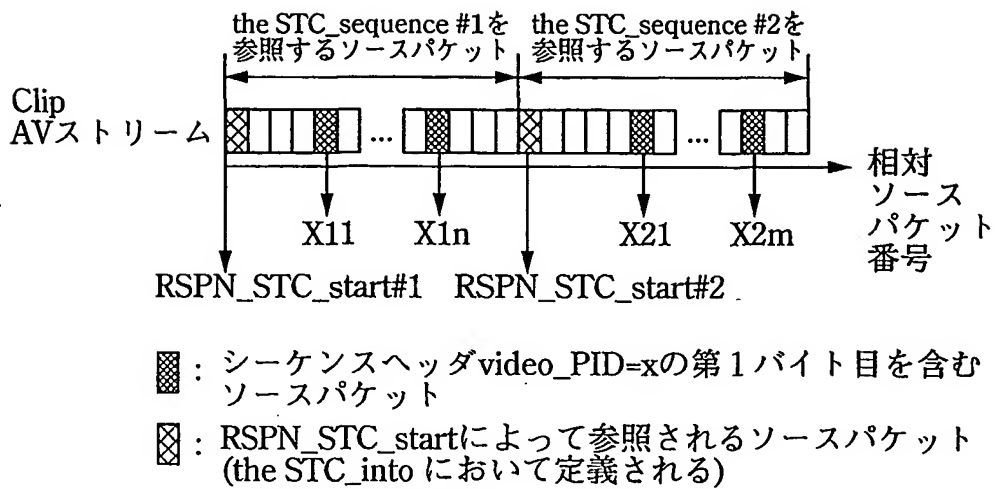 the STC_sequence #1を
参照するソースパケット
the STC_sequence #2を
参照するソースパケット
Clip
AVストリーム
...
...
相対
ソース
パケット
番号
X11
X1n
X21
X2m
RSPN_STC_start#1
RSPN_STC_start#2
: シーケンスヘッダvideo_PID=xの第1バイト目を含む
ソースパケット
: RSPN_STC_startによって参照されるソースパケット
(the STC_into において定義される)